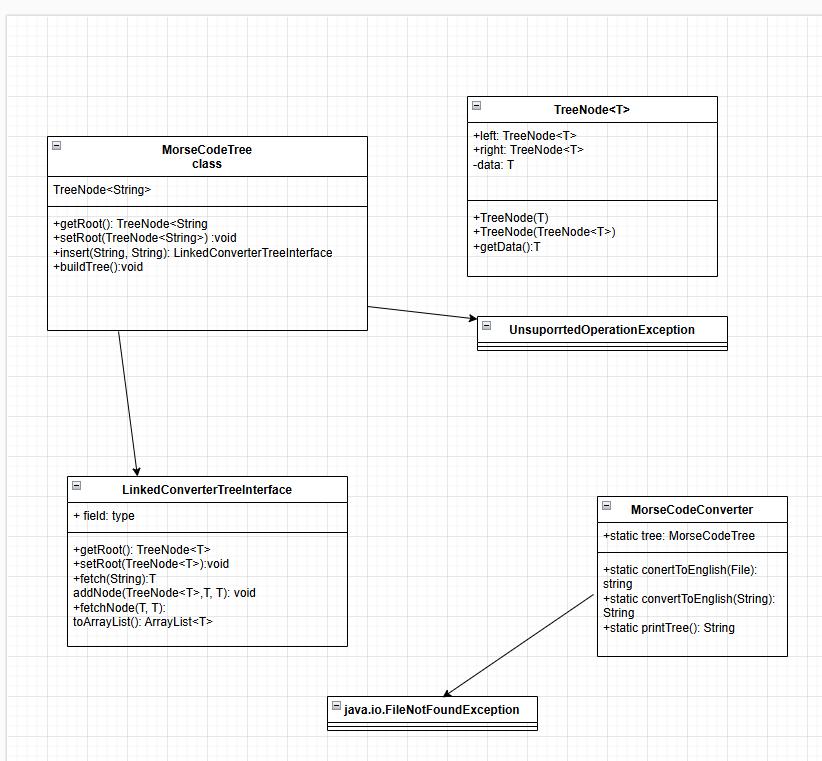 MorseCodeTree
class
TreeNode<String>
+getRoot(): TreeNode<String
+setRoot(TreeNode<String>) :void
+insert(String, String): LinkedConverterTreeInterface
+buildTree():void
TreeNode<T>
+left: TreeNode<T>
+right: TreeNode<T>
-data: T
+TreeNode(T)
+TreeNode(TreeNode<T>)
+getData():T
UnsuporrtedOperationException
LinkedConverterTreeInterface
+ field: type
+getRoot(): TreeNode<T>
+setRoot(TreeNode<T>):void
+fetch(String):T
addNode(TreeNode<T>,T, T): void
+fetchNode(T, T):
toArrayList(): ArrayList<T>
MorseCodeConverter
+static tree: MorseCodeTree
+static conertToEnglish(File):
string
+static convertToEnglish(String):
String
+static printTree(): String
java.io.FileNotFoundException